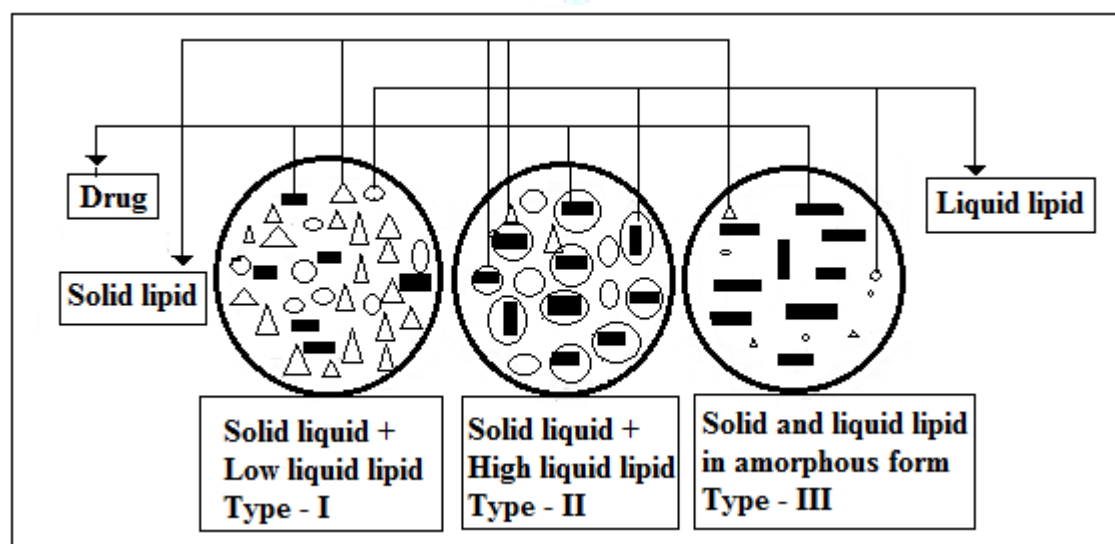 Drug
Liquid lipid
Solid lipid
Solid liquid +
Low liquid lipid
Type - I
Solid liquid +
High liquid lipid
Type - II
Solid and liquid lipid
in amorphous form
Type - III